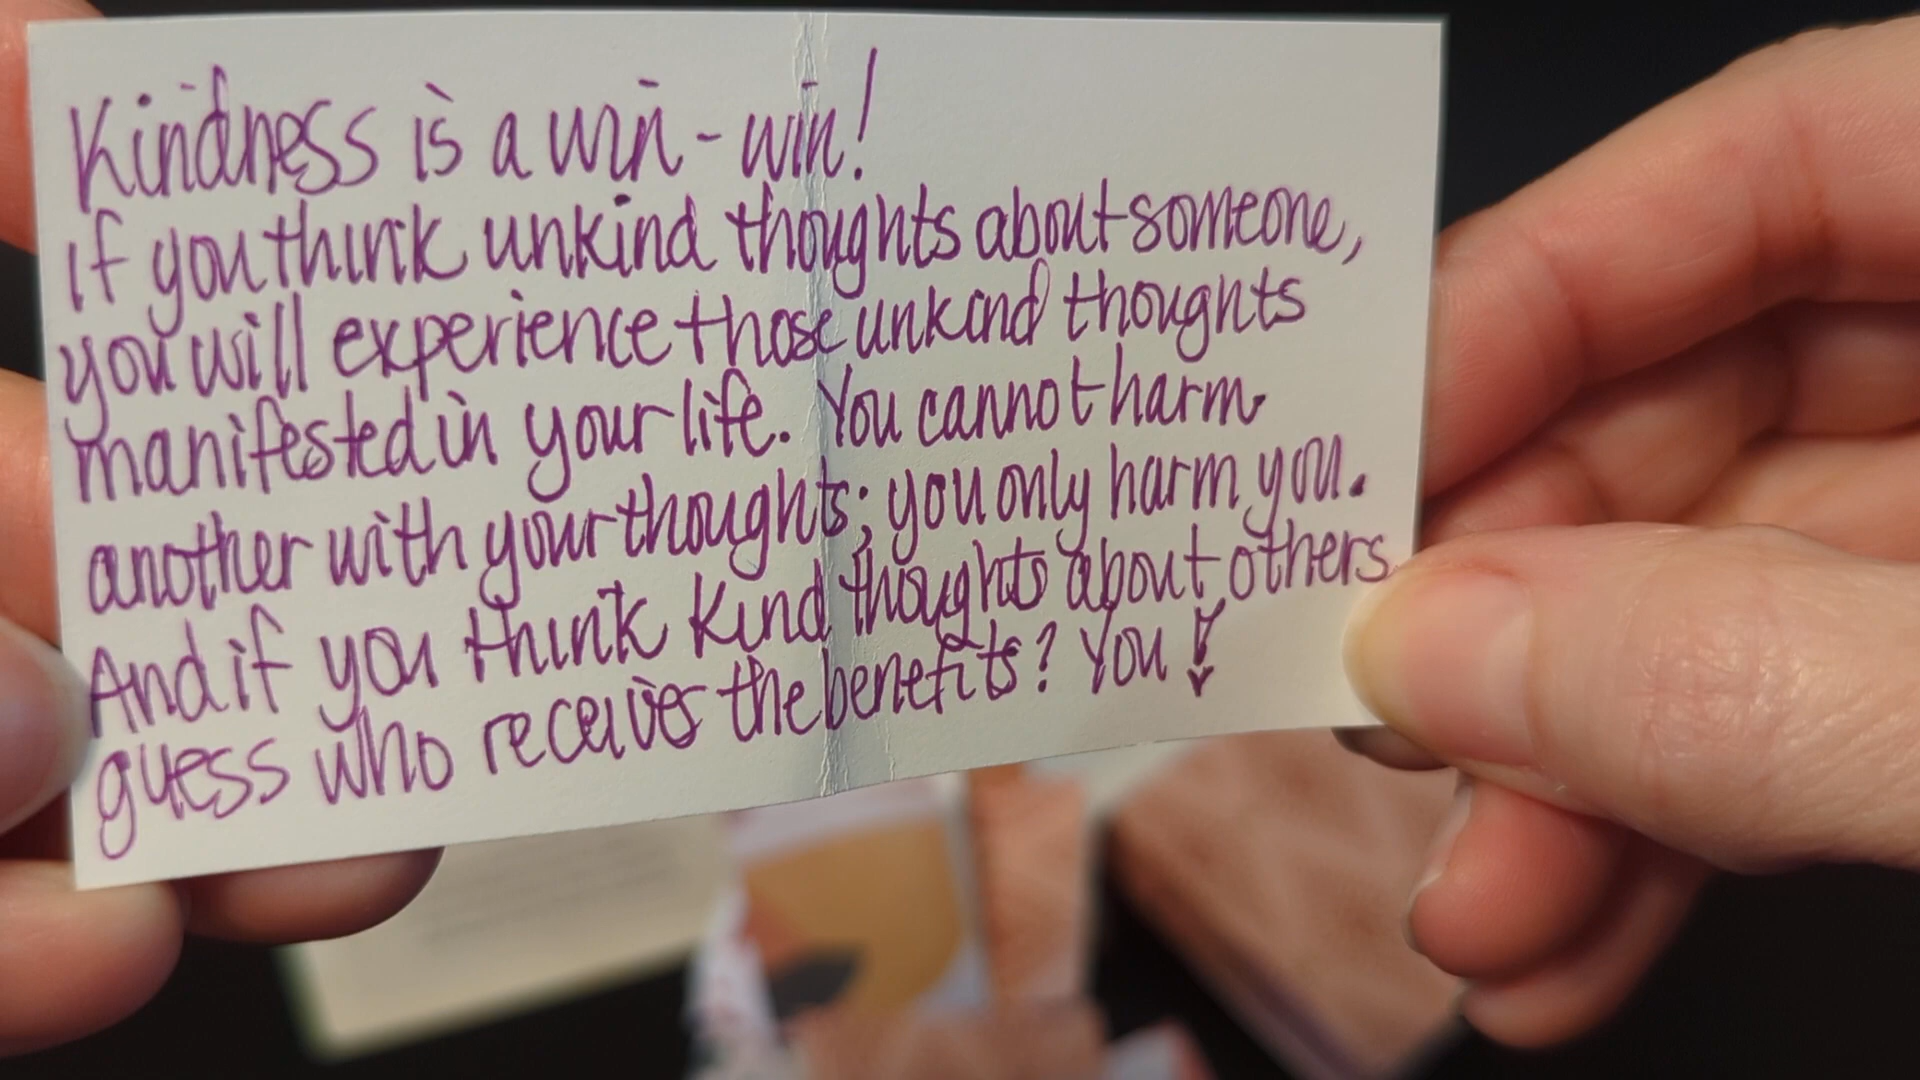 Kindness is a win-win!
If you think unkind thoughts about someone,
you will experience those unkind thoughts
manifested in your life. You cannot harm
another with your thoughts; you only harm you.
And if you think kind thoughts about others
guess who receives the benefits? You!